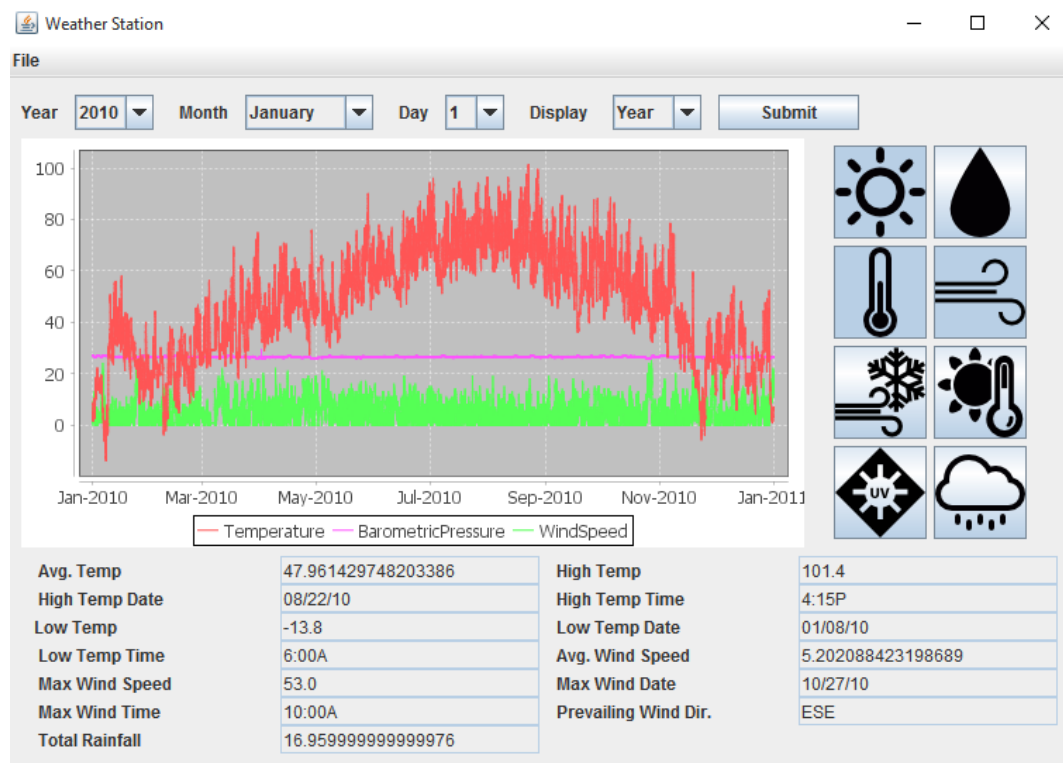 Weather Station
File
Year 2010 Month January Day 1 Display Year Submit
100
80
60
40
20
0
Jan-2010 Mar-2010 May-2010 Jul-2010 Sep-2010 Nov-2010 Jan-2011
Temperature BarometricPressure WindSpeed
UV
Avg. Temp 47.961429748203386 High Temp 101.4
High Temp Date 08/22/10 High Temp Time 4:15P
Low Temp -13.8 Low Temp Date 01/08/10
Low Temp Time 6:00A Avg. Wind Speed 5.202088423198689
Max Wind Speed 53.0 Max Wind Date 10/27/10
Max Wind Time 10:00A Prevailing Wind Dir. ESE
Total Rainfall 16.959999999999976